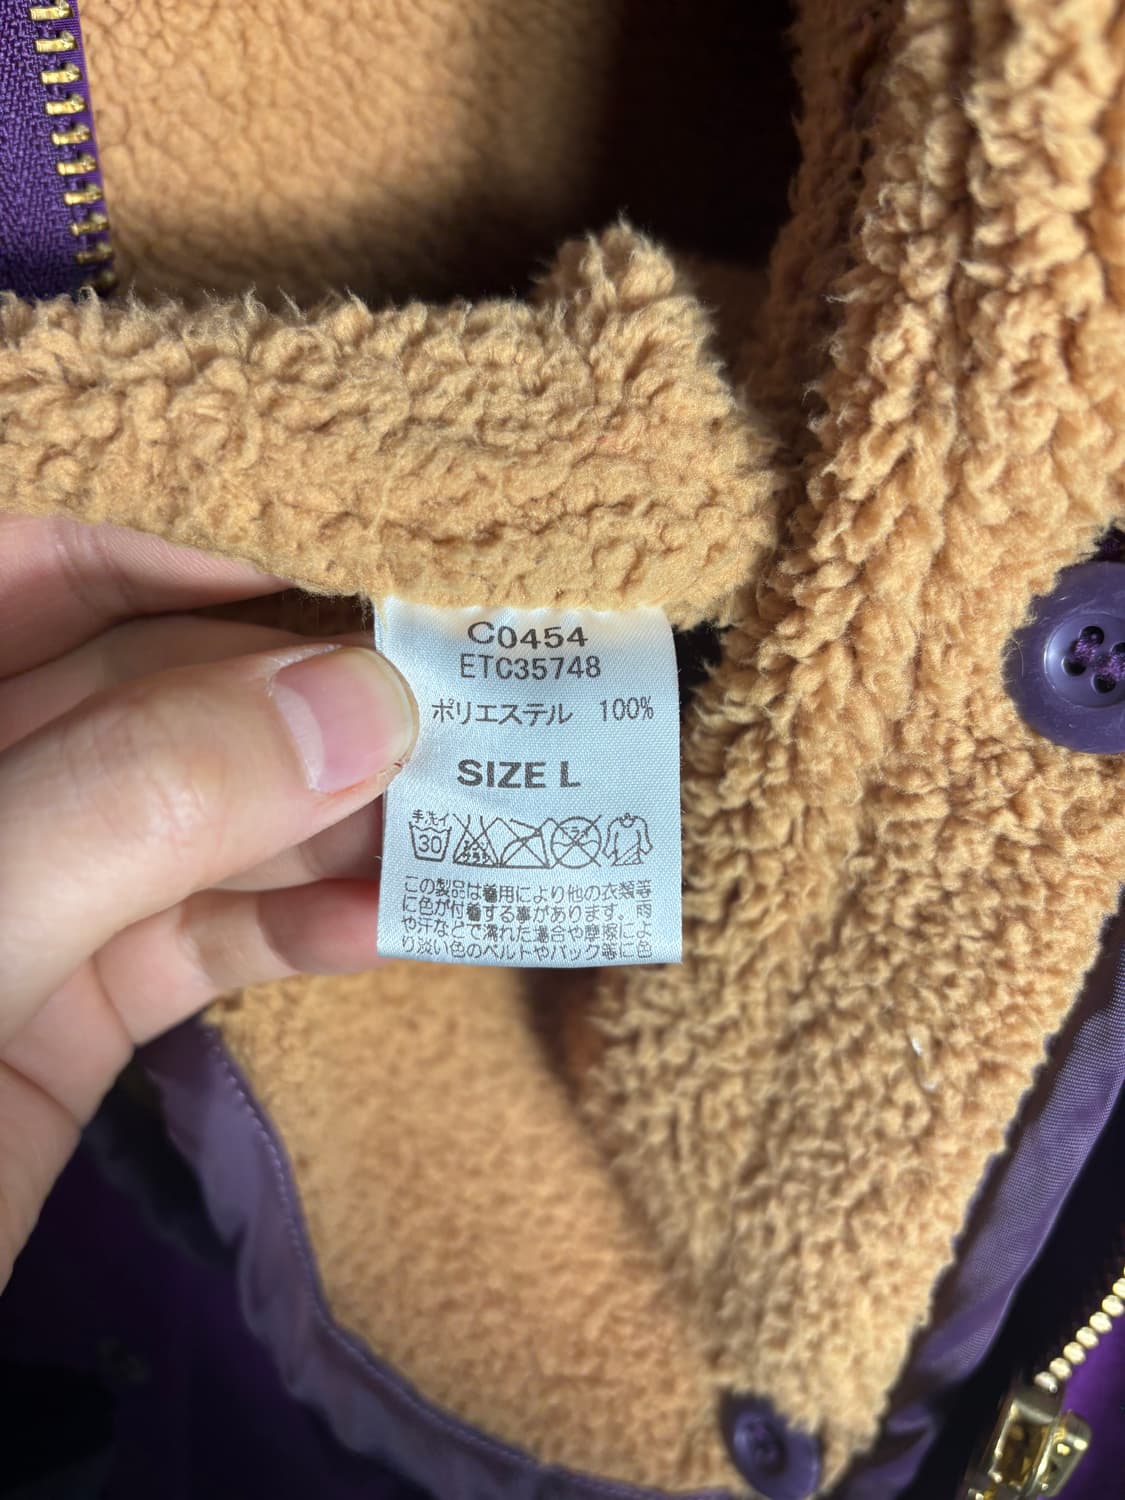 C0454
ETC35748
ポリエステル 100%
SIZE L
手洗イ
30
この製品は着用により他の衣類等
に色が付着する事があります。雨
や汗などで濡れた場合や摩擦によ
り淡い色のベルトやバック等に色